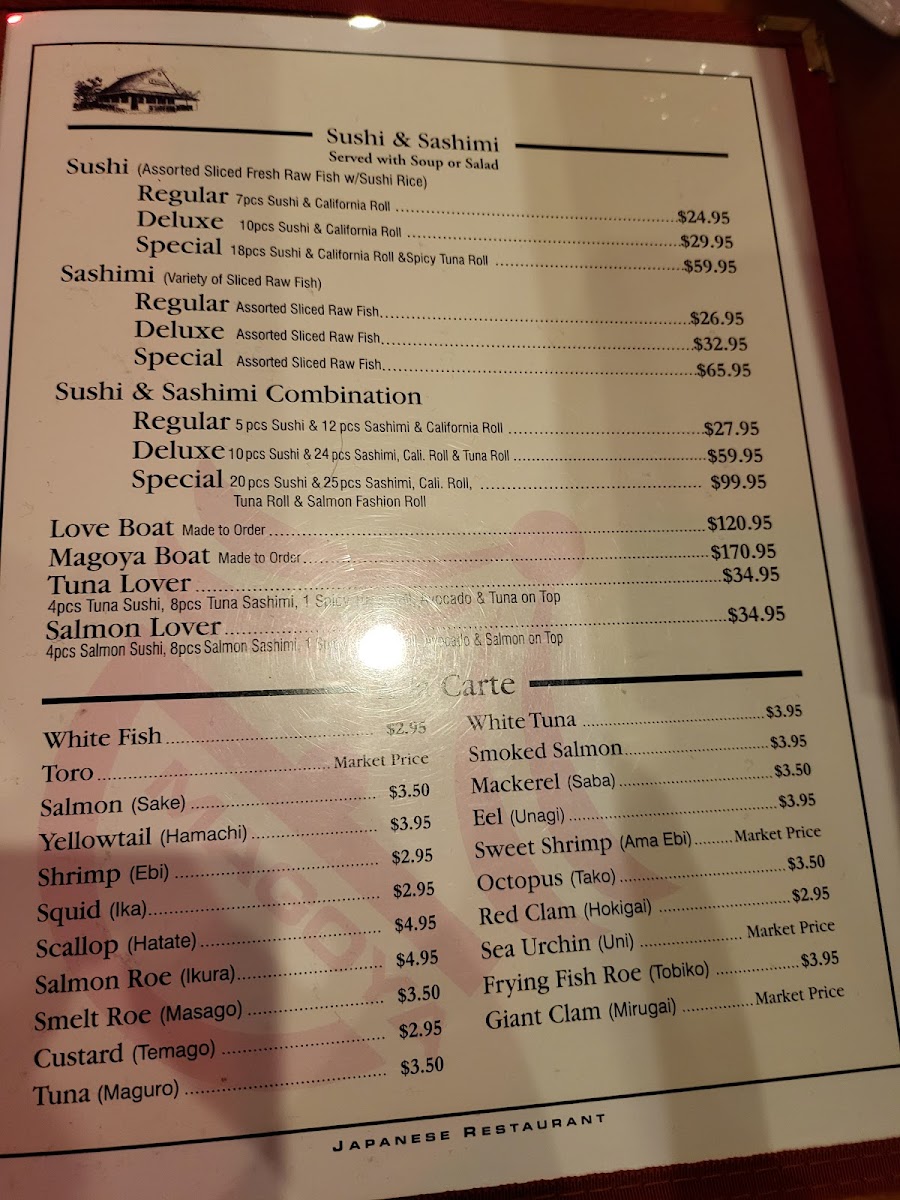 Sushi & Sashimi
Served with Soup or Salad
Sushi (Assorted Sliced Fresh Raw Fish w/Sushi Rice)
Regular 7pcs Sushi & California Roll $24.95
Deluxe 10pcs Sushi & California Roll $29.95
Special 18pcs Sushi & California Roll &Spicy Tuna Roll $59.95
Sashimi (Variety of Sliced Raw Fish)
Regular Assorted Sliced Raw Fish $26.95
Deluxe Assorted Sliced Raw Fish $32.95
Special Assorted Sliced Raw Fish $65.95
Sushi & Sashimi Combination
Regular 5 pcs Sushi & 12 pcs Sashimi & California Roll $27.95
Deluxe 10 pcs Sushi & 24 pcs Sashimi, Cali. Roll & Tuna Roll $59.95
Special 20 pcs Sushi & 25 pcs Sashimi, Cali. Roll, $99.95
Tuna Roll & Salmon Fashion Roll
Love Boat Made to Order $120.95
Magoya Boat Made to Order $170.95
Tuna Lover $34.95
4pcs Tuna Sushi, 8pcs Tuna Sashimi, 1 Spicy Avocado & Tuna on Top
Salmon Lover $34.95
4pcs Salmon Sushi, 8pcs Salmon Sashimi, 1 & Salmon on Top
Carte
White Fish $2.95
Toro Market Price
Salmon (Sake) $3.50
Yellowtail (Hamachi) $3.95
Shrimp (Ebi) $2.95
Squid (Ika) $2.95
Scallop (Hatate) $4.95
Salmon Roe (Ikura) $4.95
Smelt Roe (Masago) $3.50
Custard (Temago) $2.95
Tuna (Maguro) $3.50
White Tuna $3.95
Smoked Salmon $3.95
Mackerel (Saba) $3.50
Eel (Unagi) $3.95
Sweet Shrimp (Ama Ebi) Market Price
Octopus (Tako) $3.50
Red Clam (Hokigai) $2.95
Sea Urchin (Uni) Market Price
Frying Fish Roe (Tobiko) $3.95
Giant Clam (Mirugai) Market Price
JAPANESE RESTAURANT